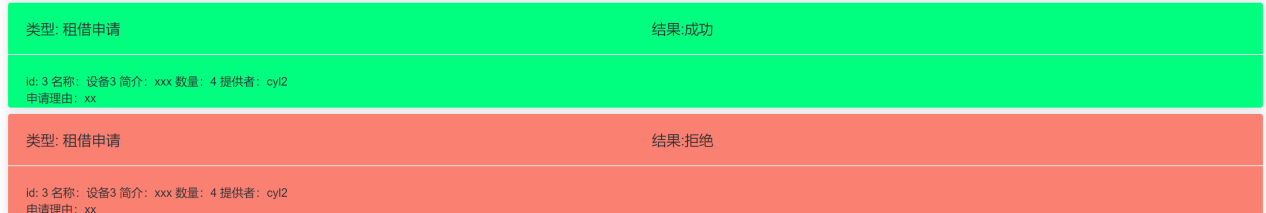 类型: 租借申请 结果:成功
id: 3 名称：设备3 简介：xxx 数量：4 提供者：cyl2
申请理由：xx
类型: 租借申请 结果:拒绝
id: 3 名称：设备3 简介：xxx 数量：4 提供者：cyl2
申请理由：xx